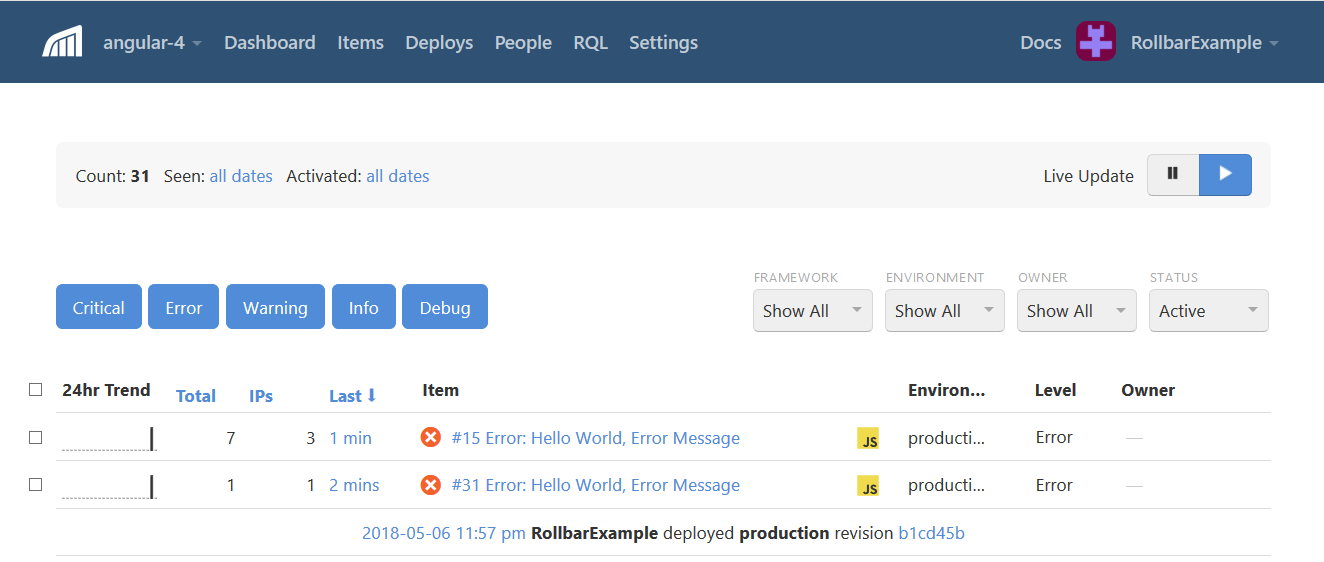 angular-4 Dashboard Items Deploys People RQL Settings Docs RollbarExample
Count: 31 Seen: all dates Activated: all dates Live Update
FRAMEWORK ENVIRONMENT OWNER STATUS
Critical Error Warning Info Debug Show All Show All Show All Active
24hr Trend Total IPs Last Item Environ... Level Owner
7 3 1 min #15 Error: Hello World, Error Message JS producti... Error —
1 1 2 mins #31 Error: Hello World, Error Message JS producti... Error —
2018-05-06 11:57 pm RollbarExample deployed production revision b1cd45b